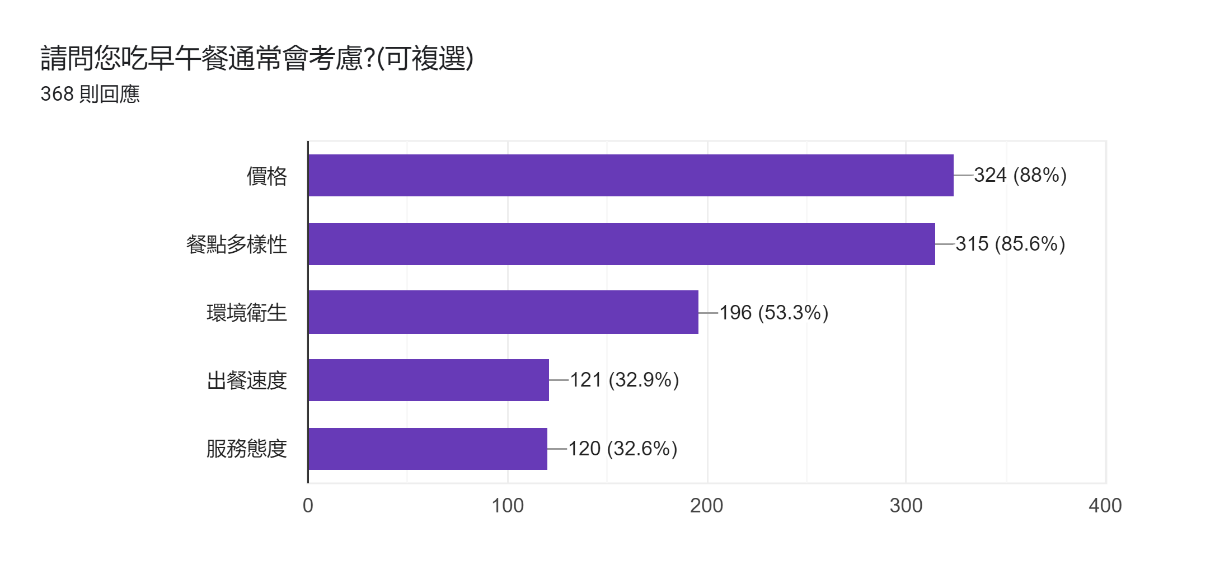 請問您吃早午餐通常會考慮?(可複選)
368 則回應
價格
324 (88%)
餐點多樣性
315 (85.6%)
環境衛生
196 (53.3%)
出餐速度
121 (32.9%)
服務態度
120 (32.6%)
0 100 200 300 400